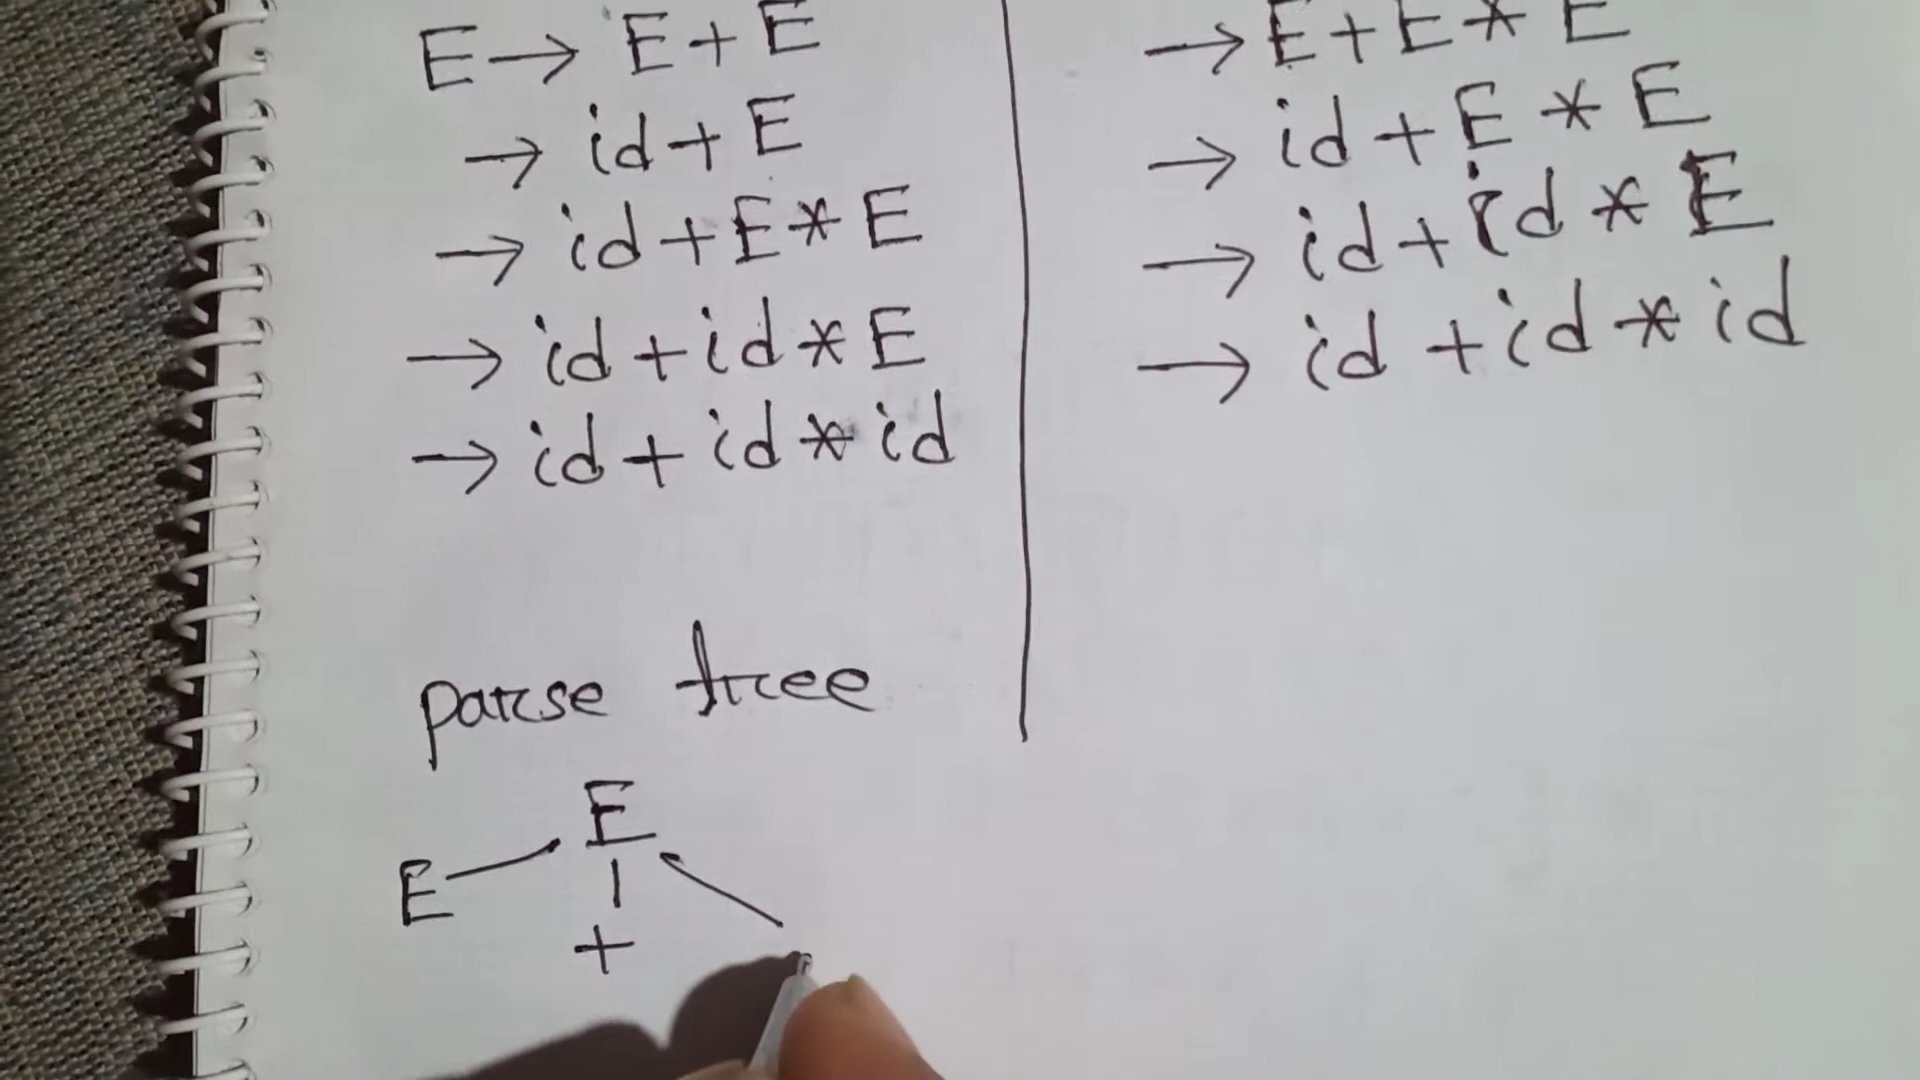 E → E + E
→ id + E
→ id + E * E
→ id + id * E
→ id + id * id
→ E + E * E
→ id + E * E
→ id + id * E
→ id + id * id
parse tree
E
E
+